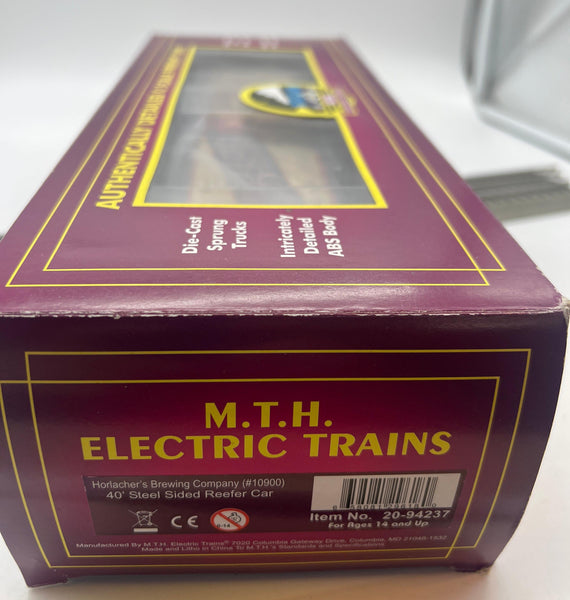 AUTHENTICALLY DETAILED
Die-Cast
Sprung
Trucks
Intricately
Detailed
ABS Body
M.T.H.
ELECTRIC TRAINS
Horlacher's Brewing Company (#10900)
40' Steel Sided Reefer Car
CE
0-14
Item No. 20-94237
For Ages 14 and Up
Manufactured By M.T.H. Electric Trains® 7020 Columbia Gateway Drive, Columbia, MD 21046-1532
Made and Litho in China To M.T.H.'s Standards and Specifications.